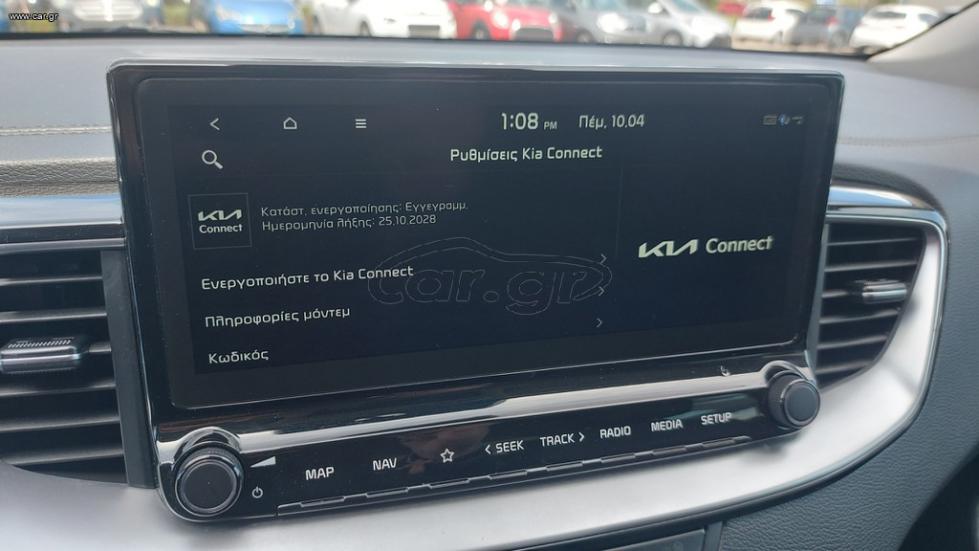 www.car.gr
1:08 PM Πέμ, 10.04
Ρυθμίσεις Kia Connect
KIA
Connect
Κατάστ, ενεργοποίησης: Εγγεγραμμ.
Ημερομηνία λήξης: 25.10.2028
KIA Connect
Ενεργοποιήστε το Kia Connect
car.gr
Πληροφορίες μόντεμ
Κωδικός
MAP NAV < SEEK TRACK > RADIO MEDIA SETUP